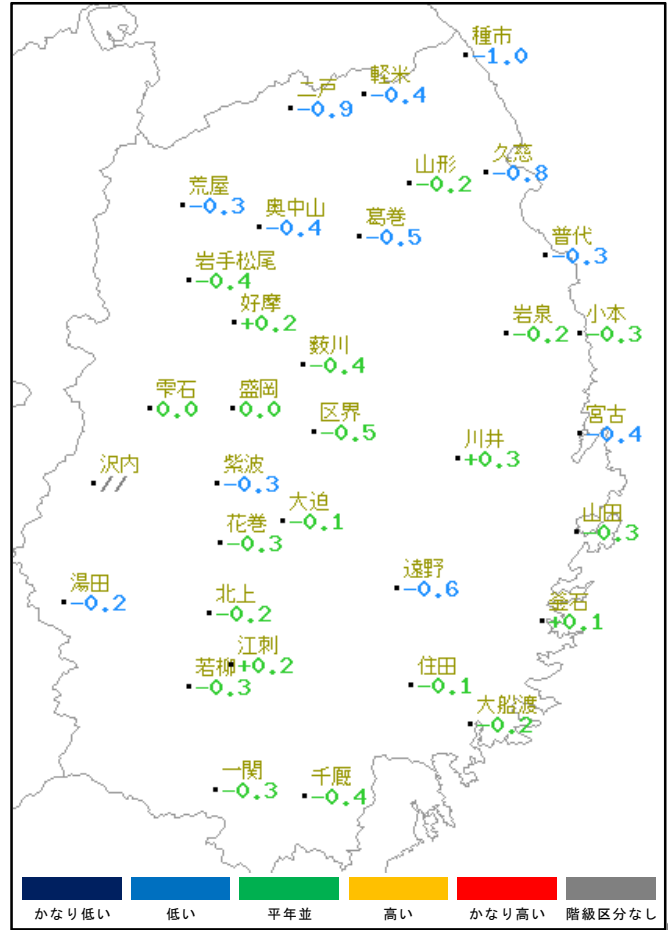 種市
-1.0
軽米
-0.4
二戸
-0.9
久慈
-0.8
山形
-0.2
荒屋
-0.3
奥中山
-0.4
葛巻
-0.5
普代
-0.3
岩手松尾
-0.4
好摩
+0.2
岩泉
-0.2
小本
-0.3
薮川
-0.4
雫石
0.0
盛岡
0.0
区界
-0.5
宮古
-0.4
川井
+0.3
沢内
//
紫波
-0.3
大迫
-0.1
花巻
-0.3
山田
-0.3
湯田
-0.2
遠野
-0.6
北上
-0.2
釜石
+0.1
江刺
+0.2
若柳
-0.3
住田
-0.1
大船渡
-0.2
一関
-0.3
千厩
-0.4
かなり低い 低い 平年並 高い かなり高い 階級区分なし